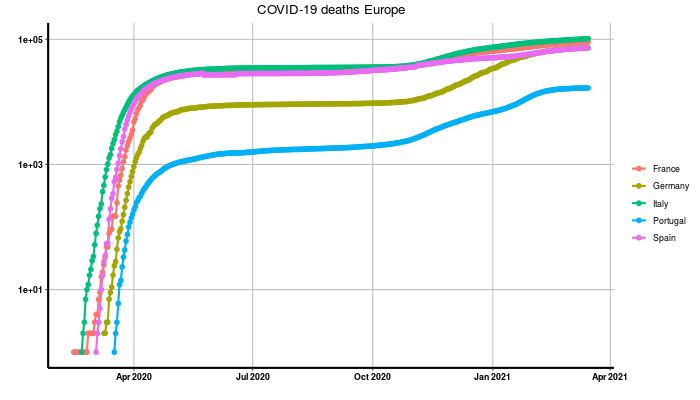 COVID-19 deaths Europe
1e+05
1e+03
1e+01
Apr 2020
Jul 2020
Oct 2020
Jan 2021
Apr 2021
France
Germany
Italy
Portugal
Spain